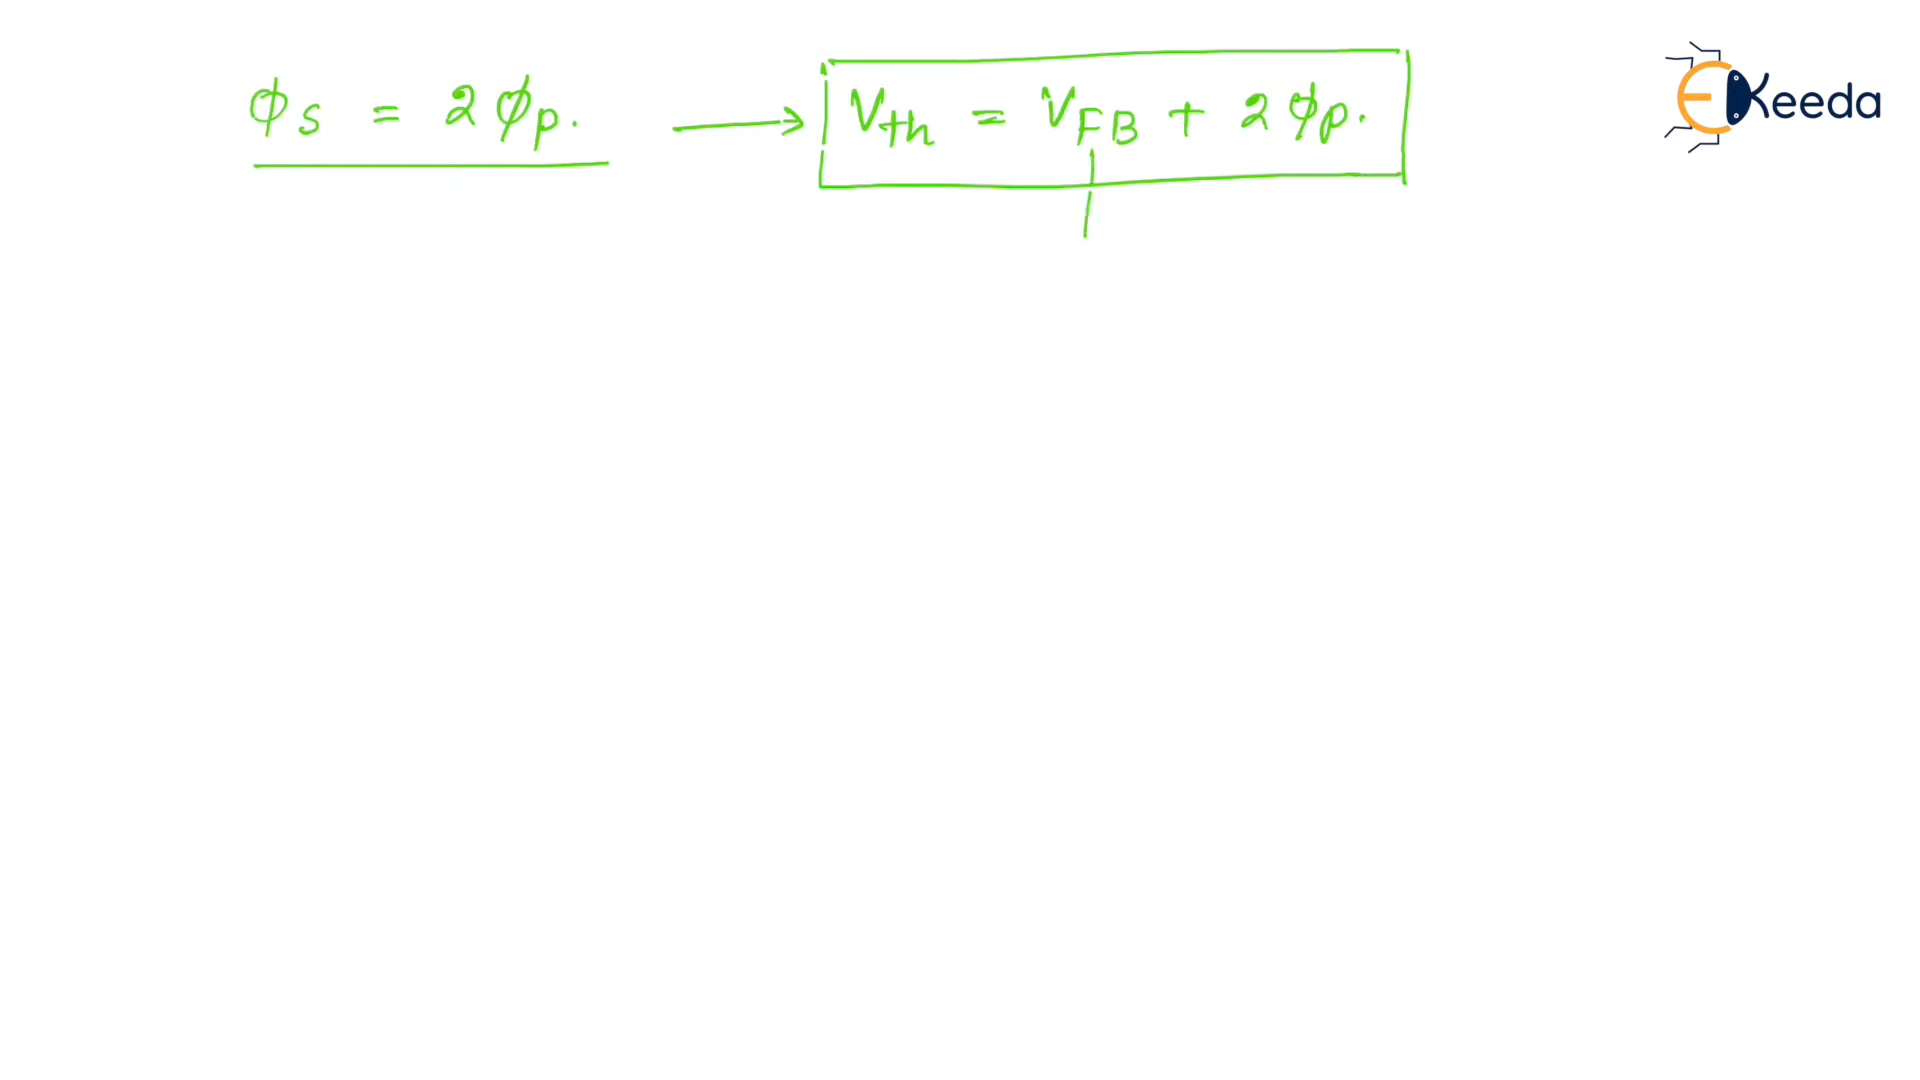 φs = 2φp. → Vth = VFB + 2φp.
EKeeda